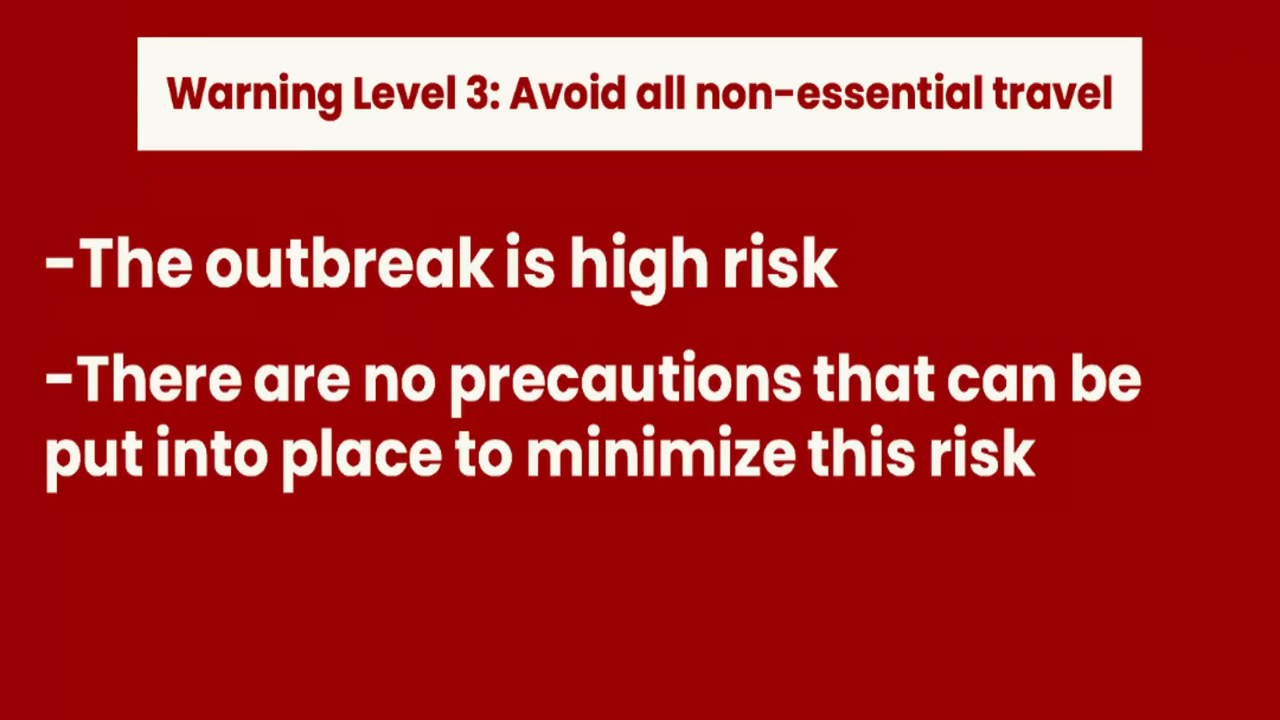 Warning Level 3: Avoid all non-essential travel
-The outbreak is high risk
-There are no precautions that can be
put into place to minimize this risk